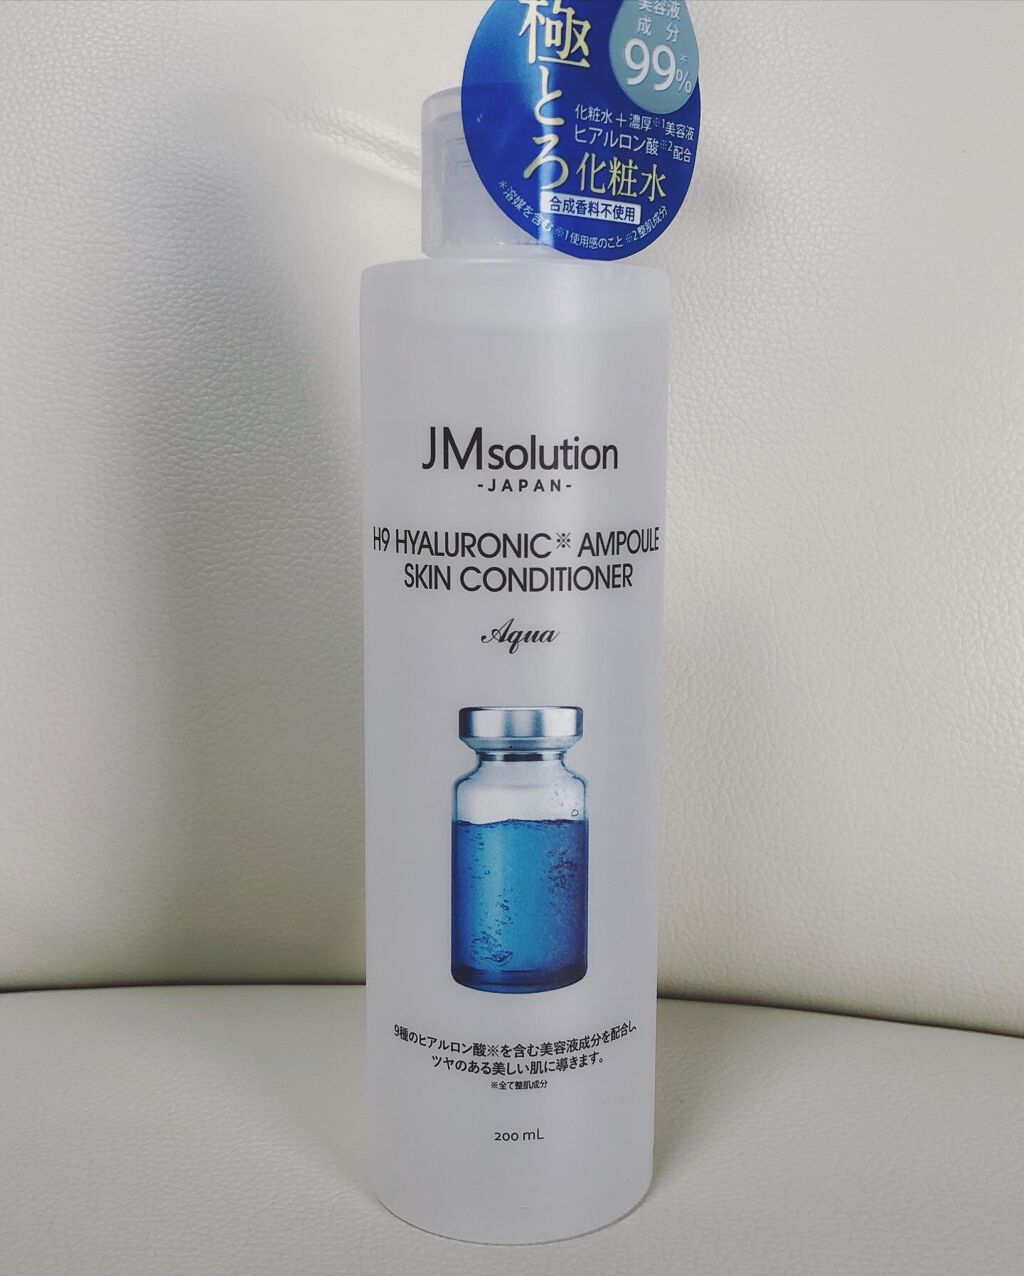 極とろ化粧水
美容液
成分
99%*
化粧水+濃厚※1美容液
ヒアルロン酸※2配合
合成香料不使用
*溶媒を含む ※1使用感のこと ※2整肌成分
JMsolution
-JAPAN-
H9 HYALURONIC※ AMPOULE
SKIN CONDITIONER
Aqua
9種のヒアルロン酸※を含む美容液成分を配合し、
ツヤのある美しい肌に導きます。
※全て整肌成分
200 mL